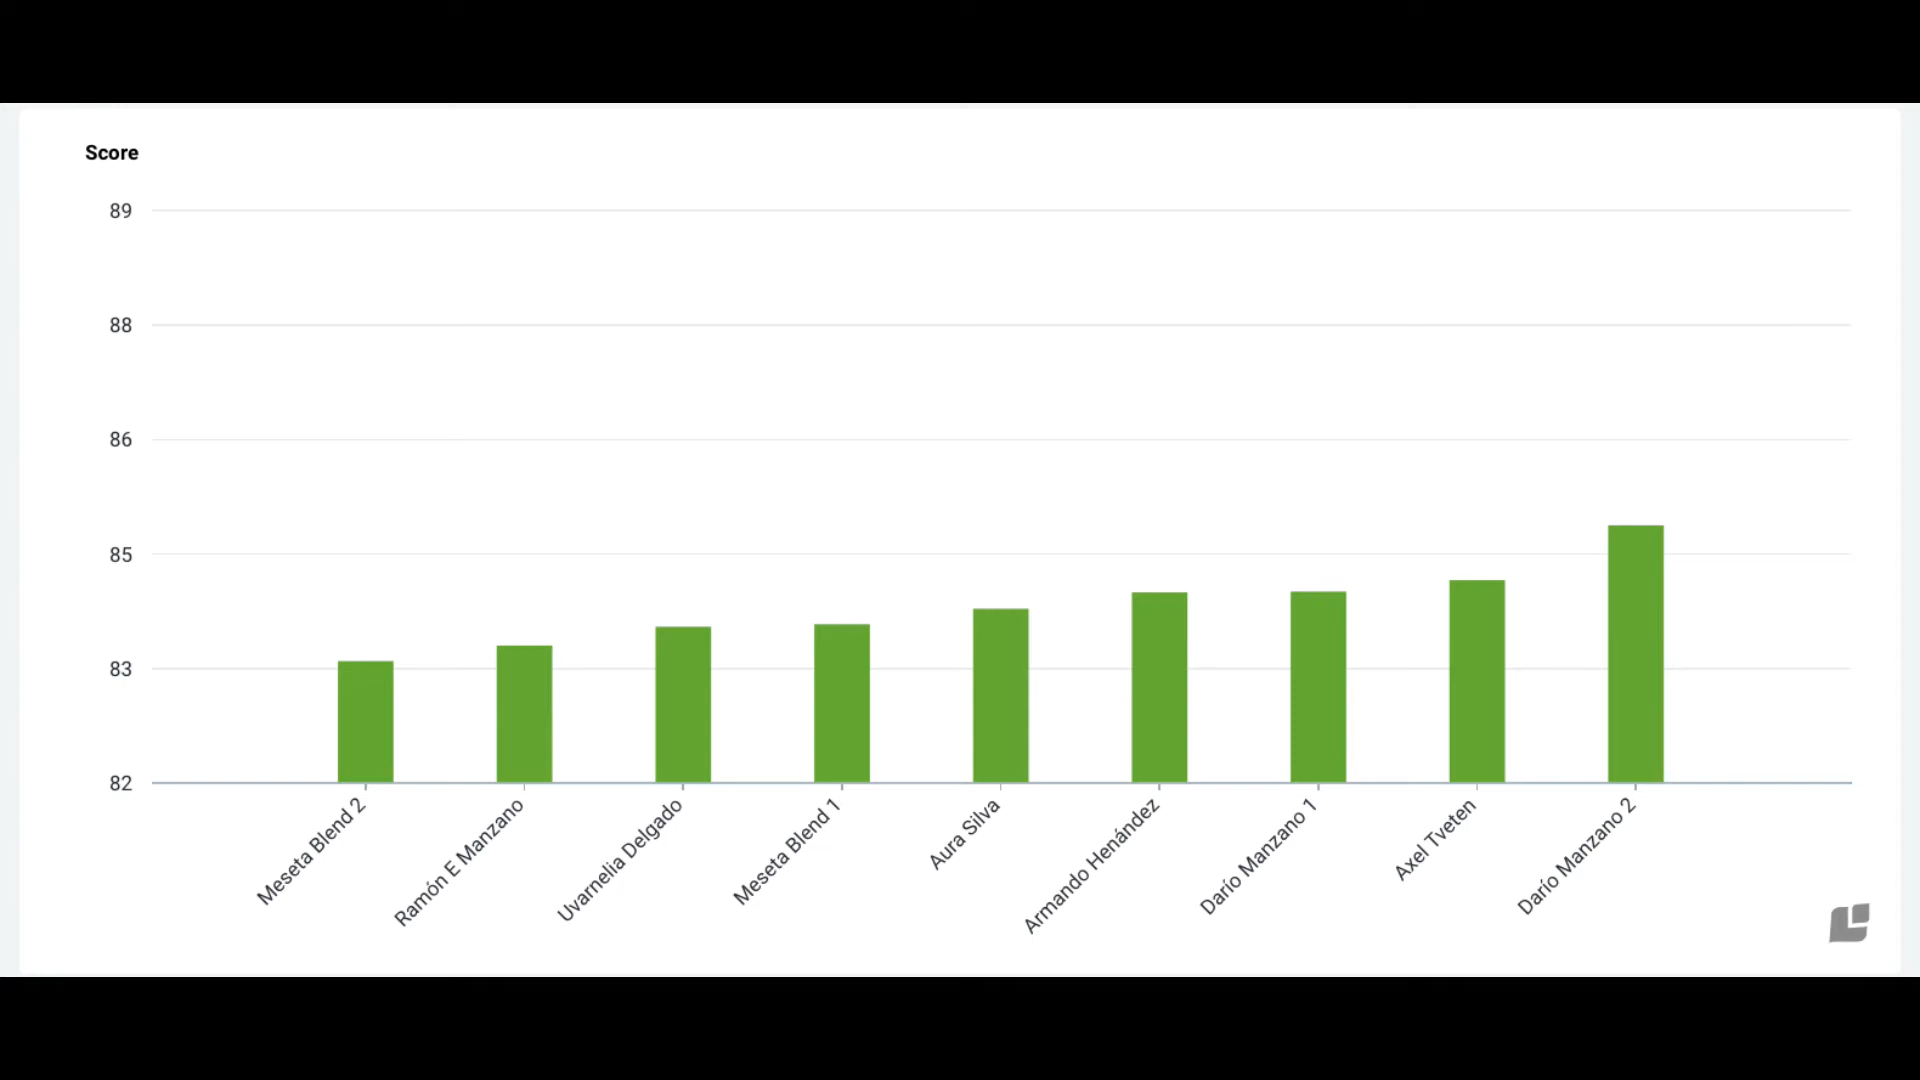 Score
89
88
86
85
83
82
Meseta Blend 2
Ramón E Manzano
Uvarnelia Delgado
Meseta Blend 1
Aura Silva
Armando Henández
Darío Manzano 1
Axel Tveten
Darío Manzano 2